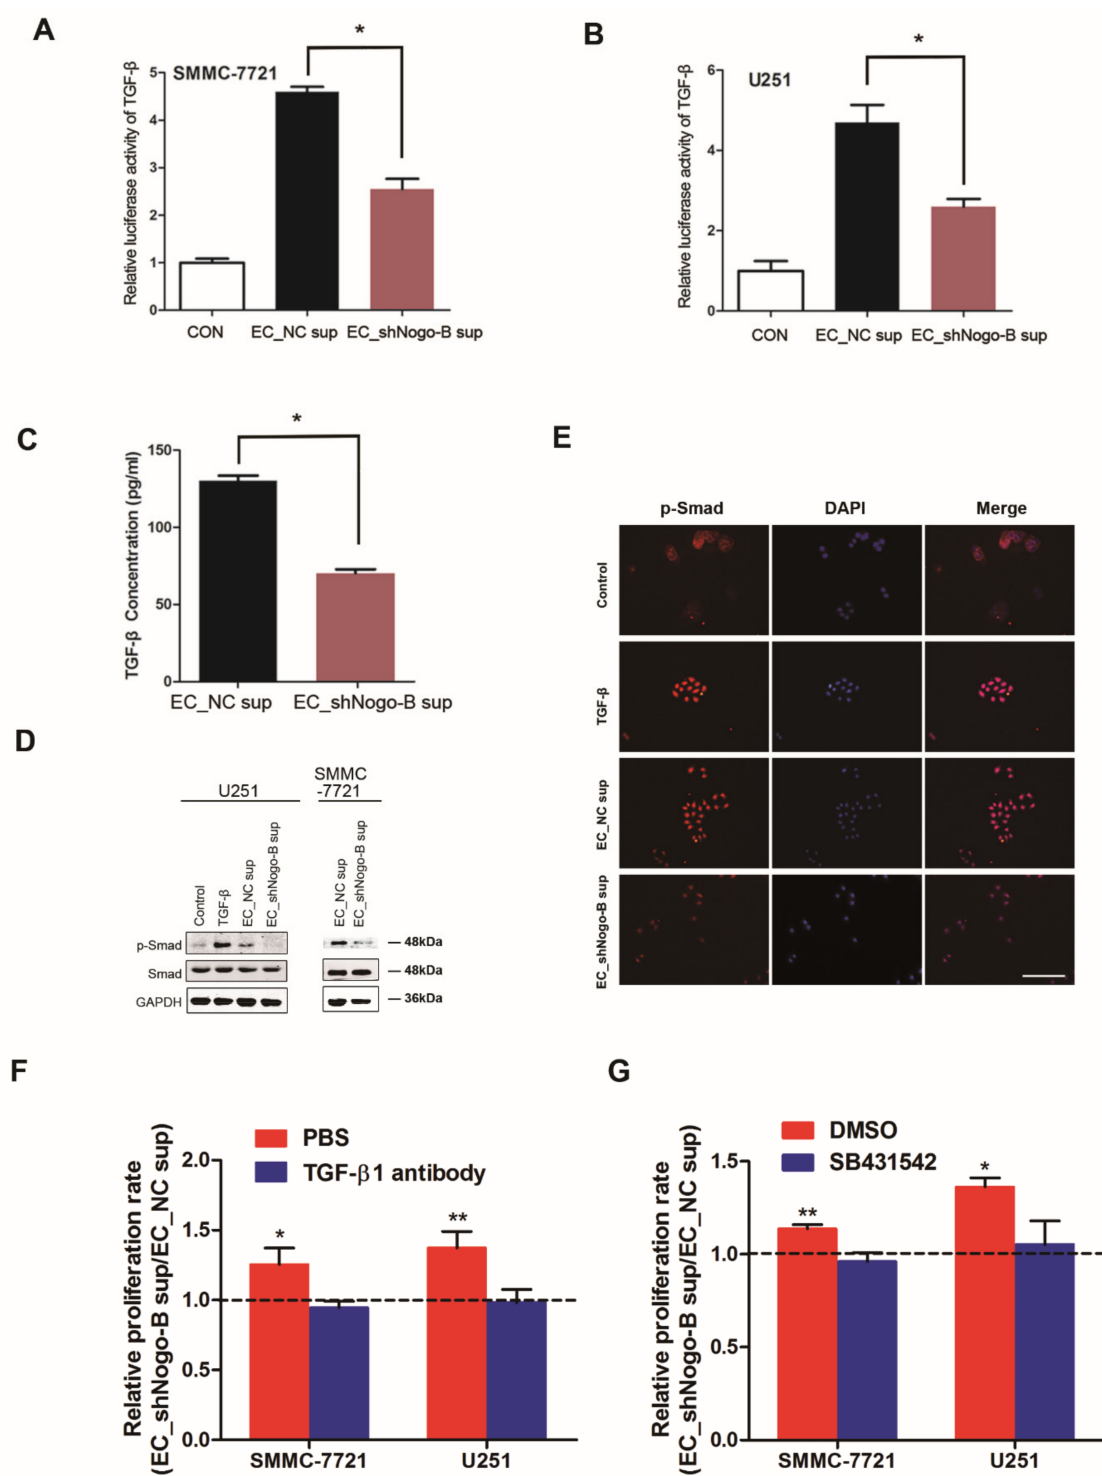 A
SMMC-7721
*
Relative luciferase activity of TGF-β
5
4
3
2
1
0
CON
EC_NC sup
EC_shNogo-B sup
B
U251
*
Relative luciferase activity of TGF-β
6
4
2
0
CON
EC_NC sup
EC_shNogo-B sup
C
*
TGF-β Concentration (pg/ml)
150
100
50
0
EC_NC sup
EC_shNogo-B sup
D
U251
SMMC
-7721
Control
TGF-β
EC_NC sup
EC_shNogo-B sup
EC_NC sup
EC_shNogo-B sup
p-Smad
48kDa
Smad
48kDa
GAPDH
36kDa
E
p-Smad
DAPI
Merge
Control
TGF-β
EC_NC sup
EC_shNogo-B sup
F
PBS
TGF-β1 antibody
Relative proliferation rate
(EC_shNogo-B sup/EC_NC sup)
2.0
1.5
1.0
0.5
0.0
*
**
SMMC-7721
U251
G
DMSO
SB431542
Relative proliferation rate
(EC_shNogo-B sup/EC_NC sup)
1.5
1.0
0.5
0.0
**
*
SMMC-7721
U251